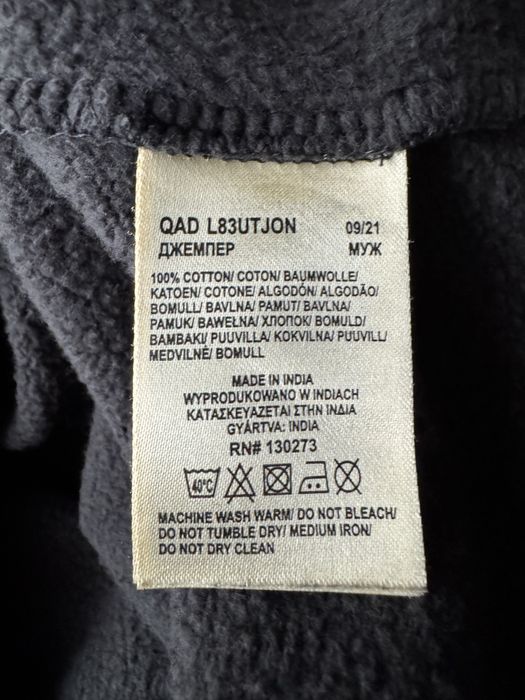 QAD L83UTJON 09/21
ДЖЕМПЕР МУЖ
100% COTTON/ COTON/ BAUMWOLLE/
KATOEN/ COTONE/ ALGODÓN/ ALGODÃO/
BOMULL/ BAVLNA/ PAMUT/ BAVLNA/
PAMUK/ BAWEŁNA/ ХЛОПОК/ BOMULD/
BAMBAKI/ PUUVILLA/ KOKVILNA/ PUUVILL/
MEDVILNĖ/ BOMULL
MADE IN INDIA
WYPRODUKOWANO W INDIACH
ΚΑΤΑΣΚΕΥΑΖΕΤΑΙ ΣΤΗΝ ΙΝΔΙΑ
GYÁRTVA: INDIA
RN# 130273
40°C
MACHINE WASH WARM/ DO NOT BLEACH/
DO NOT TUMBLE DRY/ MEDIUM IRON/
DO NOT DRY CLEAN